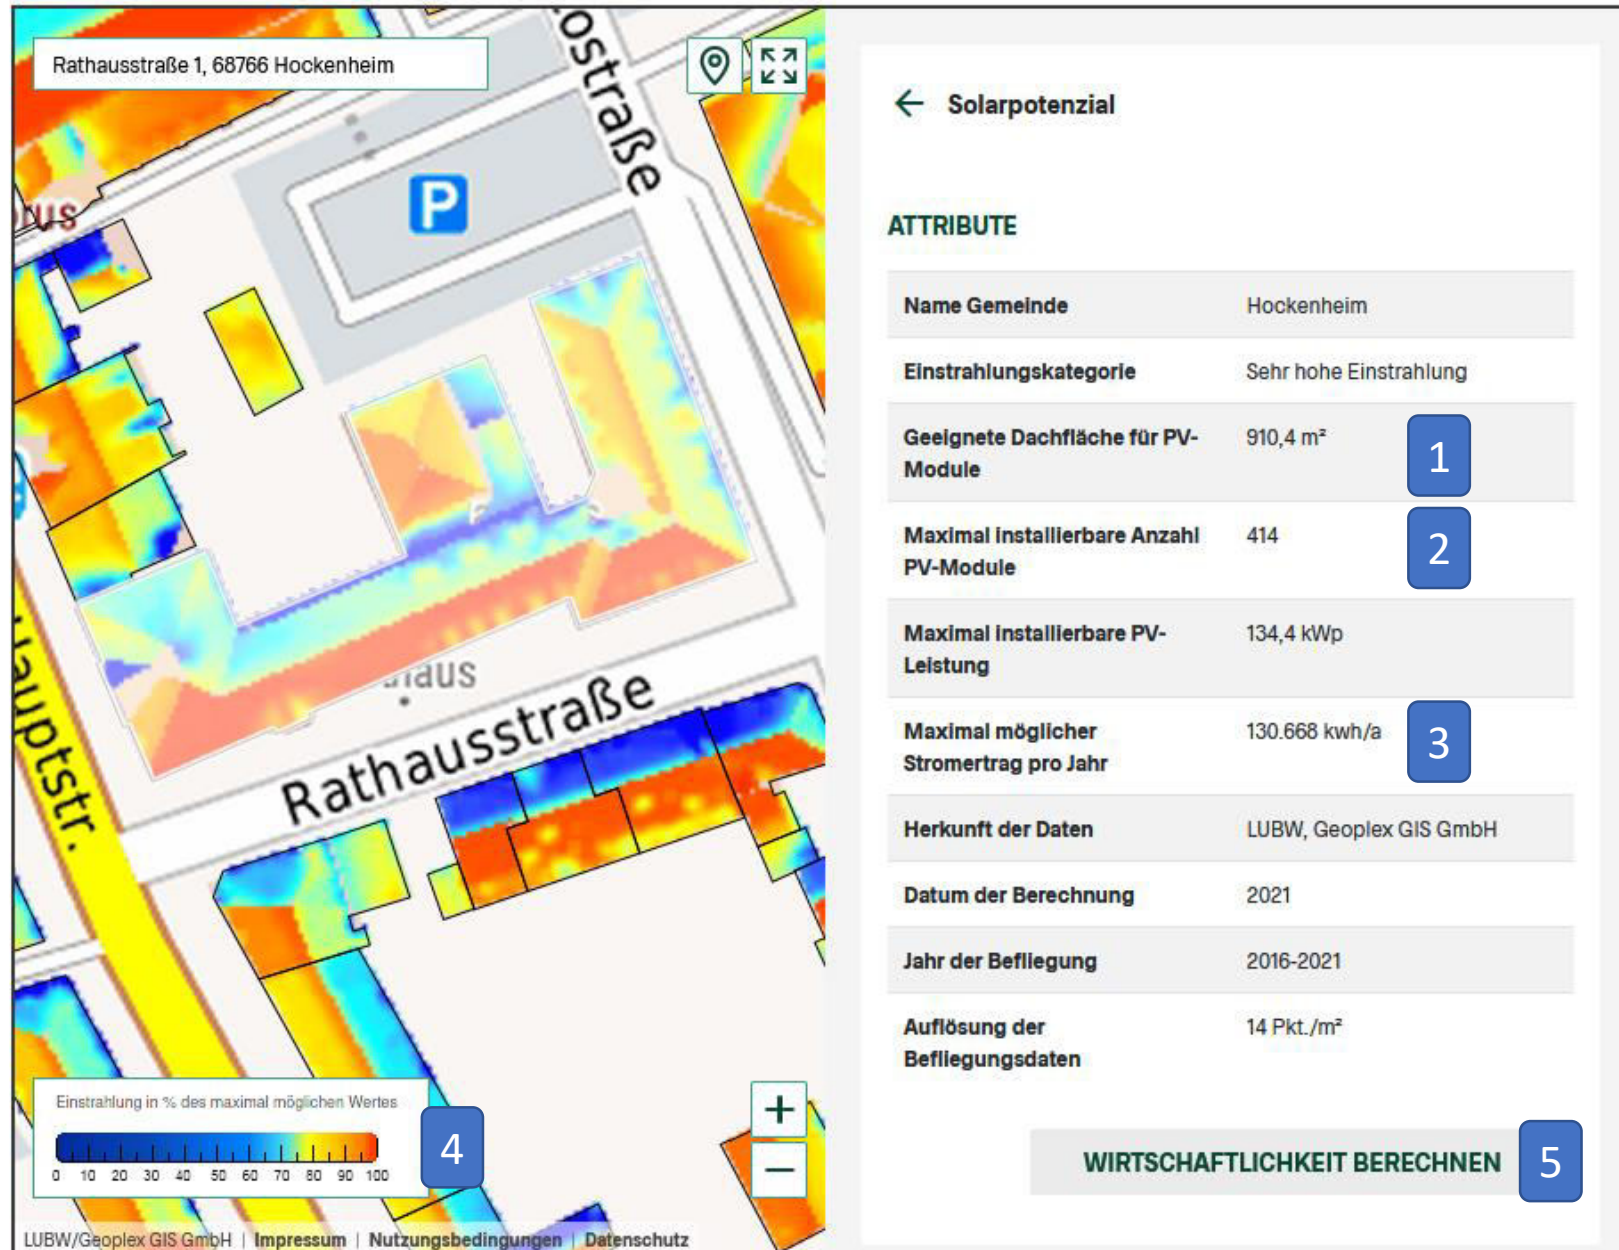 Rathausstraße 1, 68766 Hockenheim
P
Rathausstraße
Hauptstr.
Einstrahlung in % des maximal möglichen Wertes
0 10 20 30 40 50 60 70 80 90 100
4
LUBW/Geoplex GIS GmbH | Impressum | Nutzungsbedingungen | Datenschutz
Solarpotenzial
ATTRIBUTE
Name Gemeinde Hockenheim
Einstrahlungskategorie Sehr hohe Einstrahlung
Geeignete Dachfläche für PV- 910,4 m²
Module
1
Maximal installierbare Anzahl 414
PV-Module
2
Maximal installierbare PV- 134,4 kWp
Leistung
Maximal möglicher 130.668 kwh/a
Stromertrag pro Jahr
3
Herkunft der Daten LUBW, Geoplex GIS GmbH
Datum der Berechnung 2021
Jahr der Befliegung 2016-2021
Auflösung der 14 Pkt./m²
Befliegungsdaten
WIRTSCHAFTLICHKEIT BERECHNEN
5